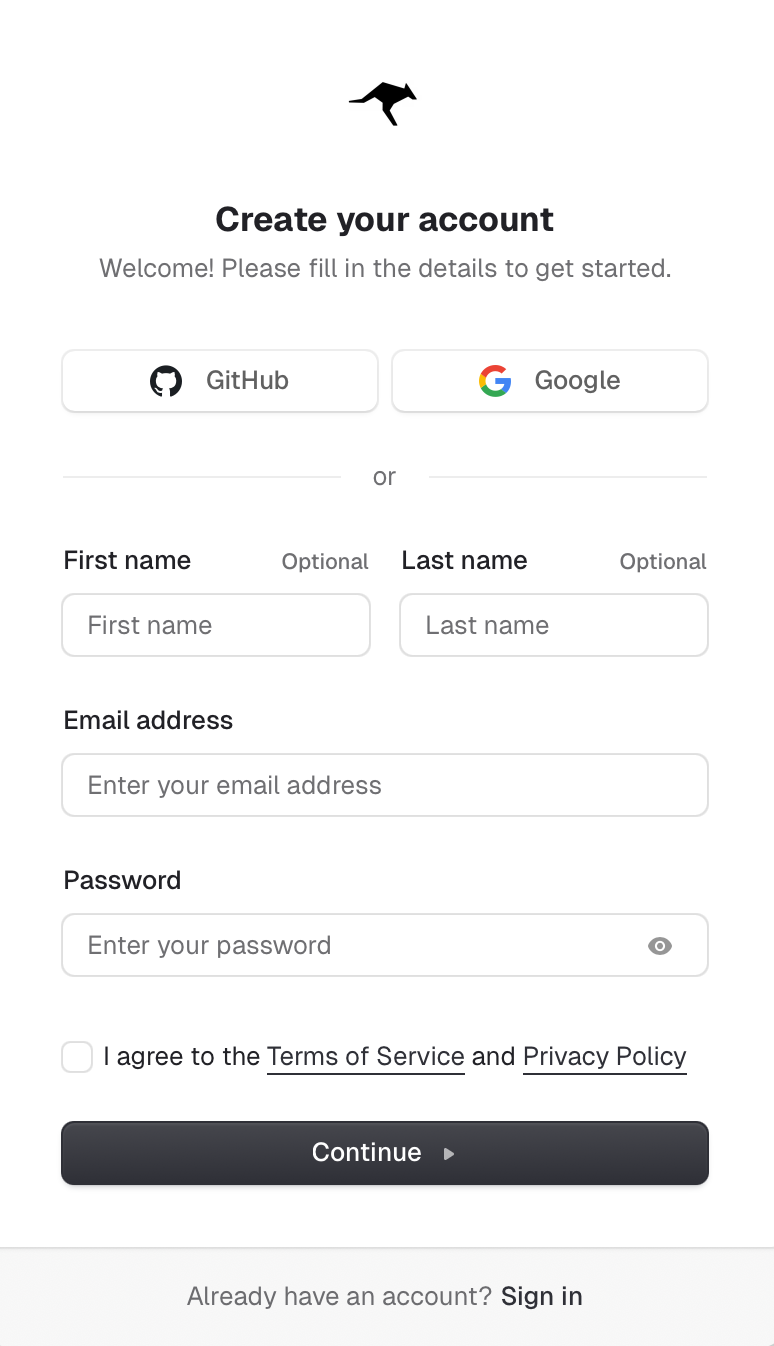 Create your account
Welcome! Please fill in the details to get started.
GitHub Google
or
First name Optional Last name Optional
First name Last name
Email address
Enter your email address
Password
Enter your password
I agree to the Terms of Service and Privacy Policy
Continue
Already have an account? Sign in